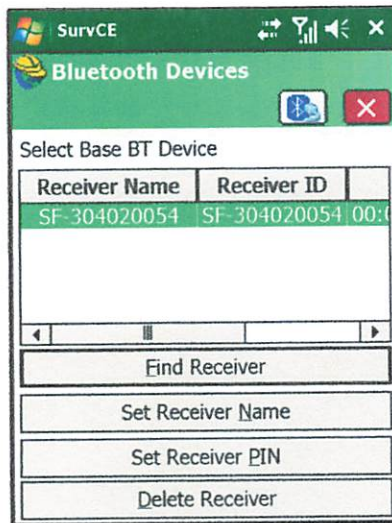 SurvCE
Bluetooth Devices
Select Base BT Device
Receiver Name Receiver ID
SF-304020054 SF-304020054 00:
Find Receiver
Set Receiver Name
Set Receiver PIN
Delete Receiver